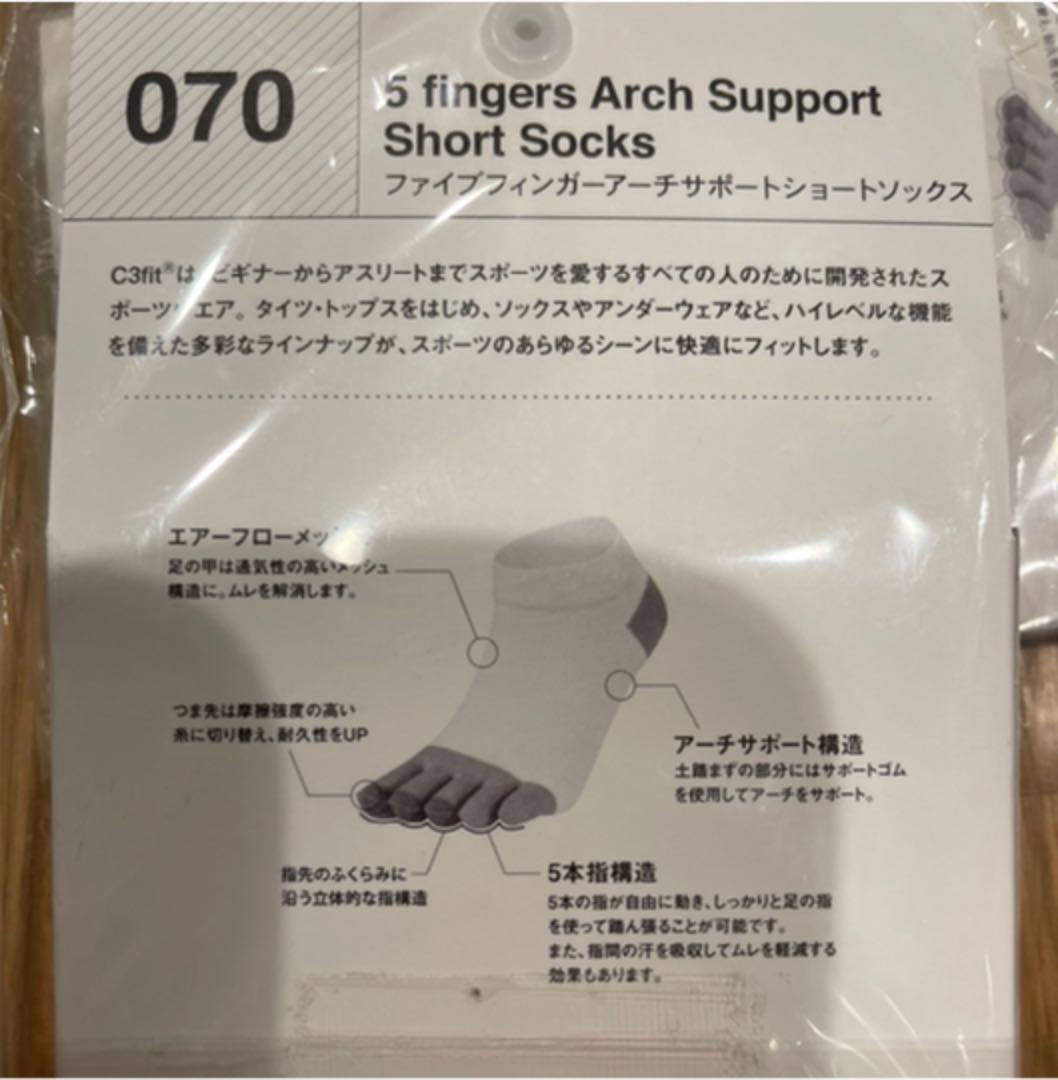 070
5 fingers Arch Support
Short Socks
ファイブフィンガーアーチサポートショートソックス
C3fit®は、ビギナーからアスリートまでスポーツを愛するすべての人のために開発されたス
ポーツウエア。タイツ・トップスをはじめ、ソックスやアンダーウェアなど、ハイレベルな機能
を備えた多彩なラインナップが、スポーツのあらゆるシーンに快適にフィットします。
エアーフローメッ
足の甲は通気性の高いメッシュ
構造に。ムレを解消します。
つま先は摩擦強度の高い
糸に切り替え、耐久性をUP
アーチサポート構造
土踏まずの部分にはサポートゴム
を使用してアーチをサポート。
指先のふくらみに
沿う立体的な指構造
5本指構造
5本の指が自由に動き、しっかりと足の指
を使って踏ん張ることが可能です。
また、指間の汗を吸収してムレを軽減する
効果もあります。